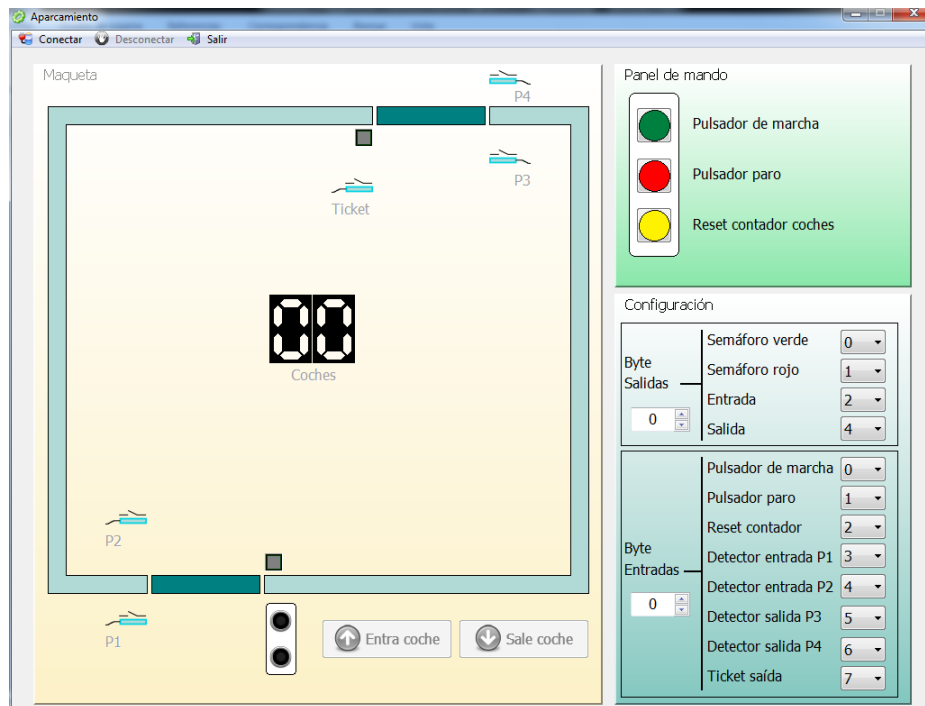 Aparcamiento
Conectar Desconectar Salir
Maqueta
P4
P3
Ticket
00
Coches
P2
P1
Entra coche Sale coche
Panel de mando
Pulsador de marcha
Pulsador paro
Reset contador coches
Configuración
Byte Salidas
0
Semáforo verde 0
Semáforo rojo 1
Entrada 2
Salida 4
Byte Entradas
0
Pulsador de marcha 0
Pulsador paro 1
Reset contador 2
Detector entrada P1 3
Detector entrada P2 4
Detector salida P3 5
Detector salida P4 6
Ticket saída 7